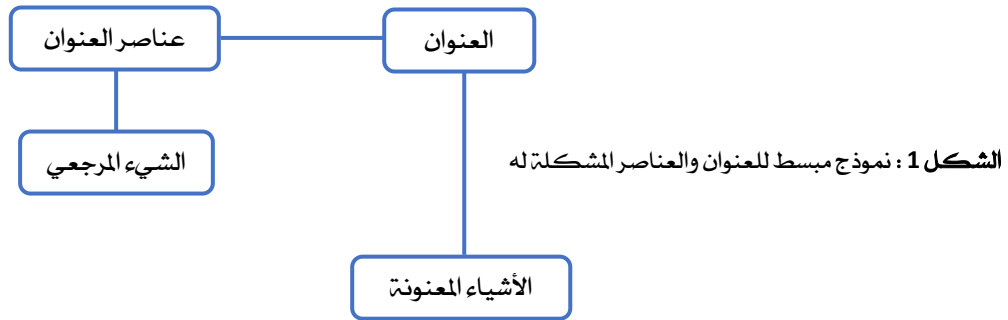 العنوان
عناصر العنوان
الشيء المرجعي
الشكل 1 : نموذج مبسط للعنوان والعناصر المشكلة له
الأشياء المعنونة